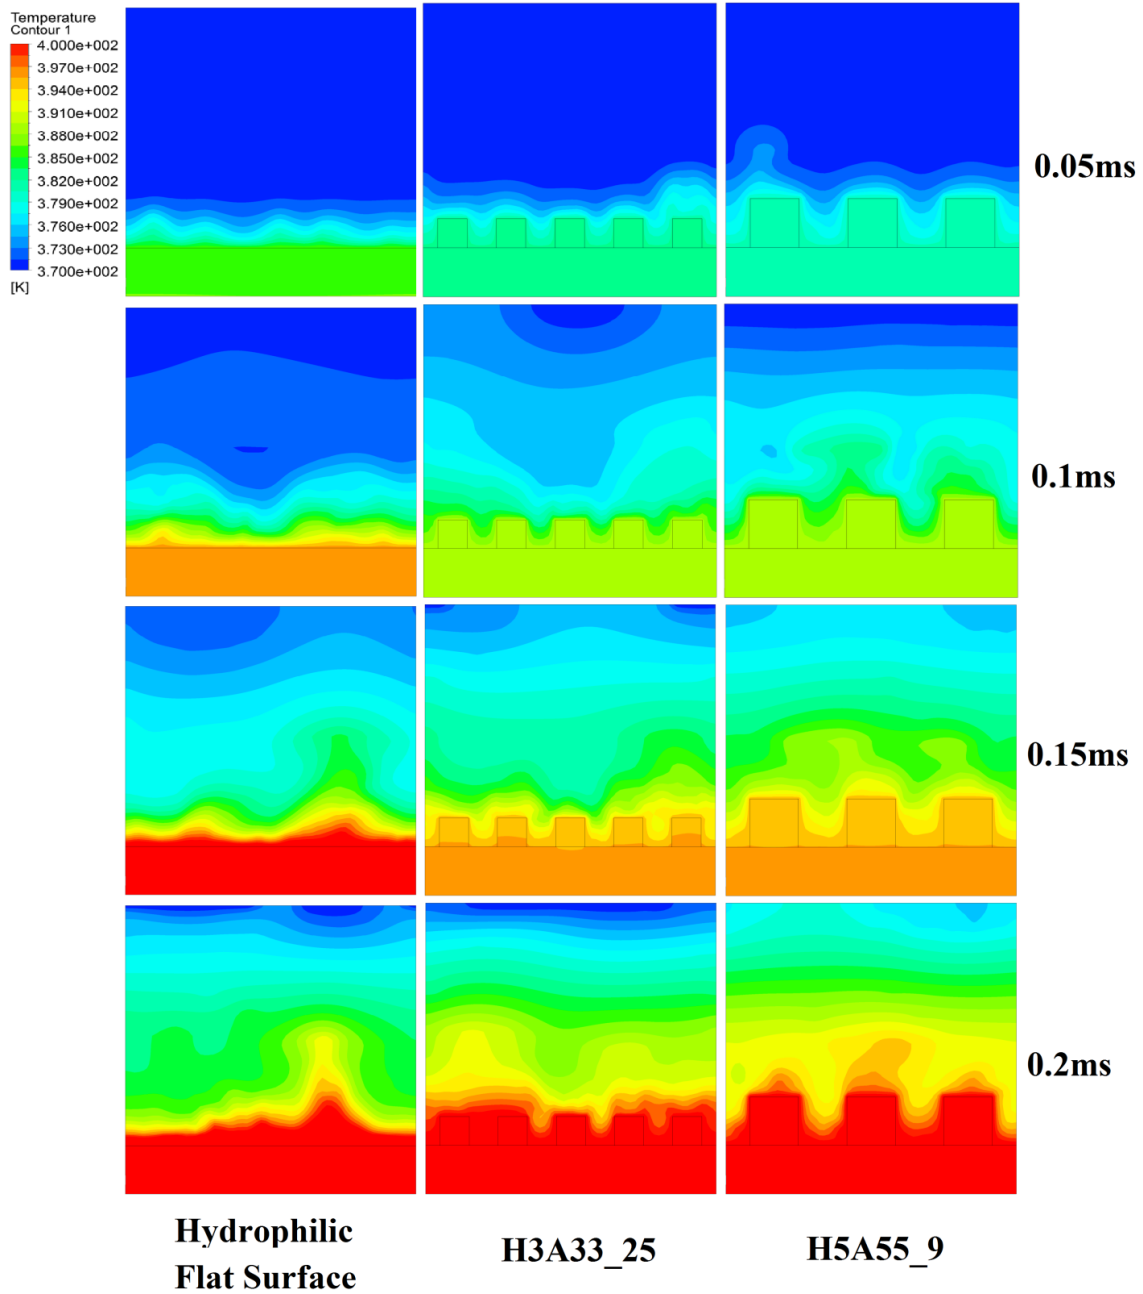 Temperature
Contour 1
4.000e+002
3.970e+002
3.940e+002
3.910e+002
3.880e+002
3.850e+002
3.820e+002
3.790e+002
3.760e+002
3.730e+002
3.700e+002
[K]
0.05ms
0.1ms
0.15ms
0.2ms
Hydrophilic
Flat Surface
H3A33_25
H5A55_9